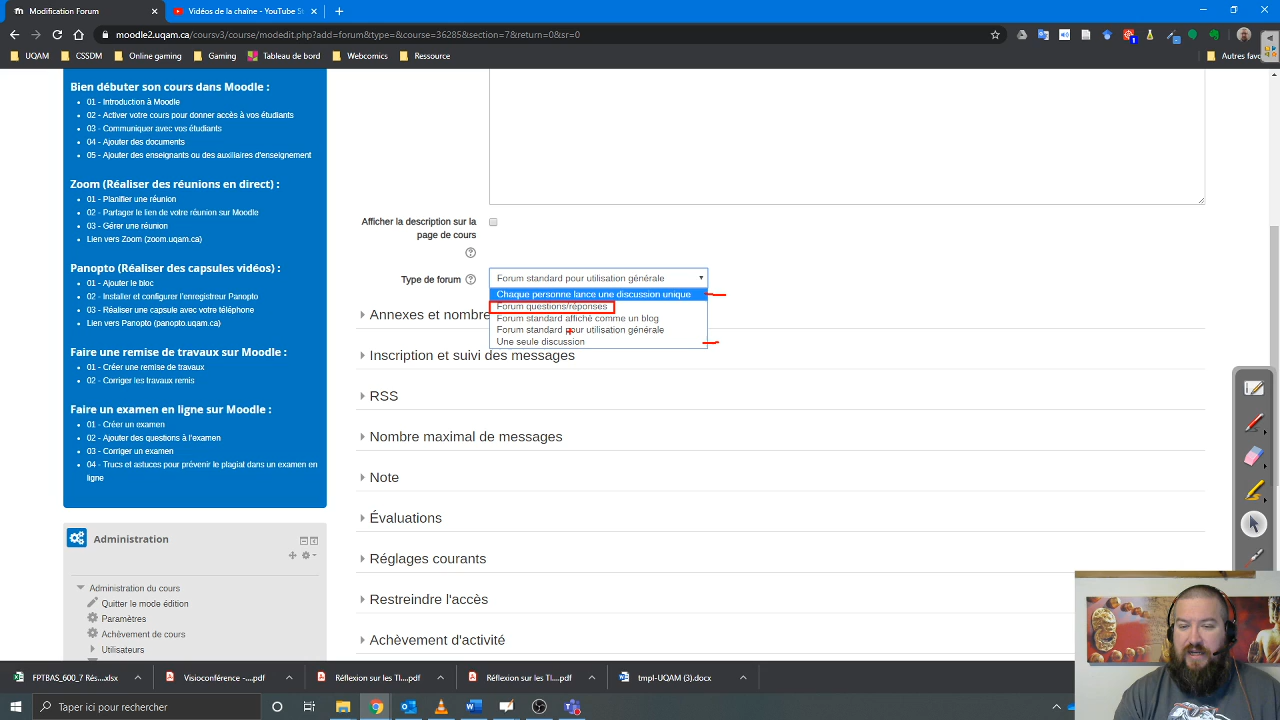 Modification Forum
Vidéos de la chaîne - YouTube St
moodle2.uqam.ca/coursv3/course/modedit.php?add=forum&type=&course=36285&section=7&return=0&sr=0
UQAM
CSSDM
Online gaming
Gaming
Tableau de bord
Webcomics
Ressource
Autres favo
Bien débuter son cours dans Moodle :
01 - Introduction à Moodle
02 - Activer votre cours pour donner accès à vos étudiants
03 - Communiquer avec vos étudiants
04 - Ajouter des documents
05 - Ajouter des enseignants ou des auxiliaires d'enseignement
Zoom (Réaliser des réunions en direct) :
01 - Planifier une réunion
02 - Partager le lien de votre réunion sur Moodle
03 - Gérer une réunion
Lien vers Zoom (zoom.uqam.ca)
Panopto (Réaliser des capsules vidéos) :
01 - Ajouter le bloc
02 - Installer et configurer l'enregistreur Panopto
03 - Réaliser une capsule avec votre téléphone
Lien vers Panopto (panopto.uqam.ca)
Faire une remise de travaux sur Moodle :
01 - Créer une remise de travaux
02 - Corriger les travaux remis
Faire un examen en ligne sur Moodle :
01 - Créer un examen
02 - Ajouter des questions à l'examen
03 - Corriger un examen
04 - Trucs et astuces pour prévenir le plagiat dans un examen en
ligne
Administration
Administration du cours
Quitter le mode édition
Paramètres
Achèvement de cours
Utilisateurs
Afficher la description sur la
page de cours
Type de forum
Forum standard pour utilisation générale
Chaque personne lance une discussion unique
Forum questions/réponses
Forum standard affiché comme un blog
Forum standard pour utilisation générale
Une seule discussion
Annexes et nombre
Inscription et suivi des messages
RSS
Nombre maximal de messages
Note
Évaluations
Réglages courants
Restreindre l'accès
Achèvement d'activité
FPTBAS_600_7 Rés....xlsx
Visioconférence -....pdf
Réflexion sur les TI....pdf
Réflexion sur les TI....pdf
tmpl-UQAM (3).docx
Taper ici pour rechercher